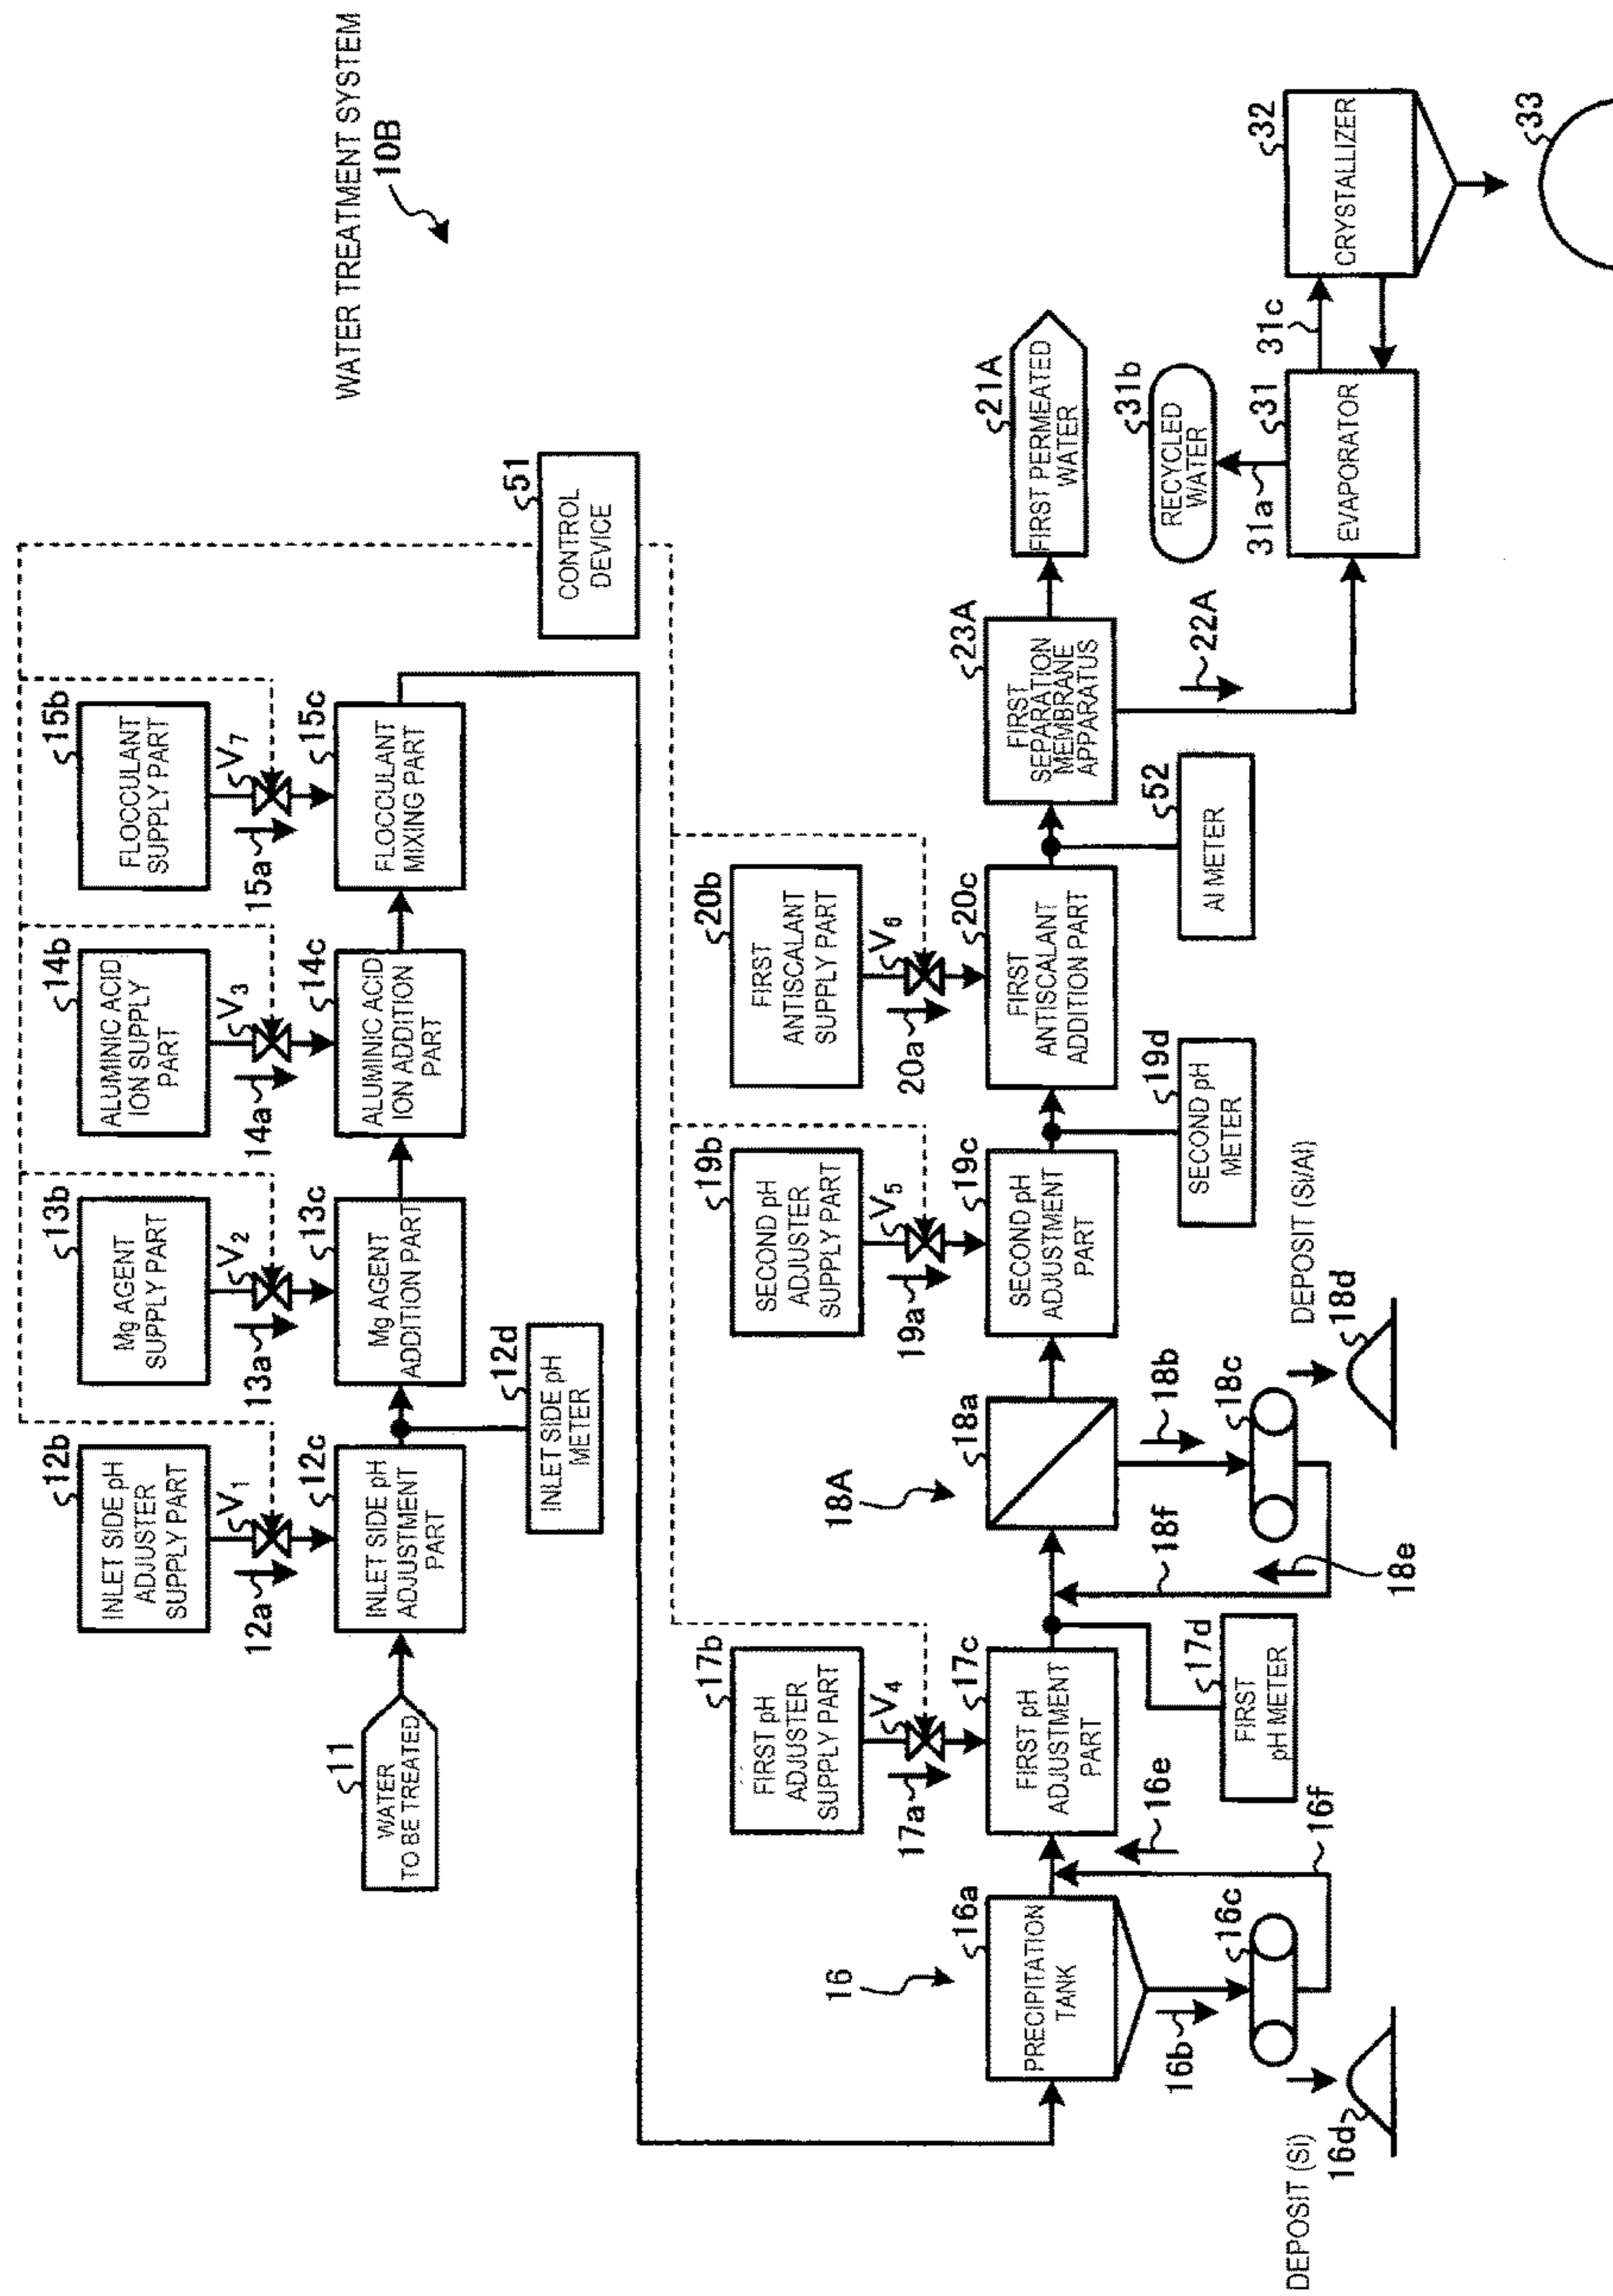 WATER TREATMENT SYSTEM
10B
12b
INLET SIDE pH
ADJUSTER
SUPPLY PART
V1
12a
12c
INLET SIDE pH
ADJUSTMENT
PART
12d
INLET SIDE pH
METER
11
WATER
TO BE TREATED
13b
Mg AGENT
SUPPLY PART
V2
13a
13c
Mg AGENT
ADDITION PART
14b
ALUMINIC ACID
ION SUPPLY
PART
V3
14a
14c
ALUMINIC ACID
ION ADDITION
PART
15b
FLOCCULANT
SUPPLY PART
V7
15a
15c
FLOCCULANT
MIXING PART
51
CONTROL
DEVICE
16
16a
PRECIPITATION
TANK
16b
16c
16e
16f
16d
DEPOSIT (Si)
17b
FIRST pH
ADJUSTER
SUPPLY PART
V4
17a
17c
FIRST pH
ADJUSTMENT
PART
17d
FIRST
pH METER
18A
18a
18b
18c
18f
18e
18d
DEPOSIT (Si/Al)
19b
SECOND pH
ADJUSTER
SUPPLY PART
V5
19a
19c
SECOND pH
ADJUSTMENT
PART
19d
SECOND pH
METER
20b
FIRST
ANTISCALANT
SUPPLY PART
V6
20a
20c
FIRST
ANTISCALANT
ADDITION PART
52
Al METER
23A
FIRST
SEPARATION
MEMBRANE
APPARATUS
22A
21A
FIRST PERMEATED
WATER
31b
RECYCLED
WATER
31a
31
EVAPORATOR
31c
32
CRYSTALLIZER
33